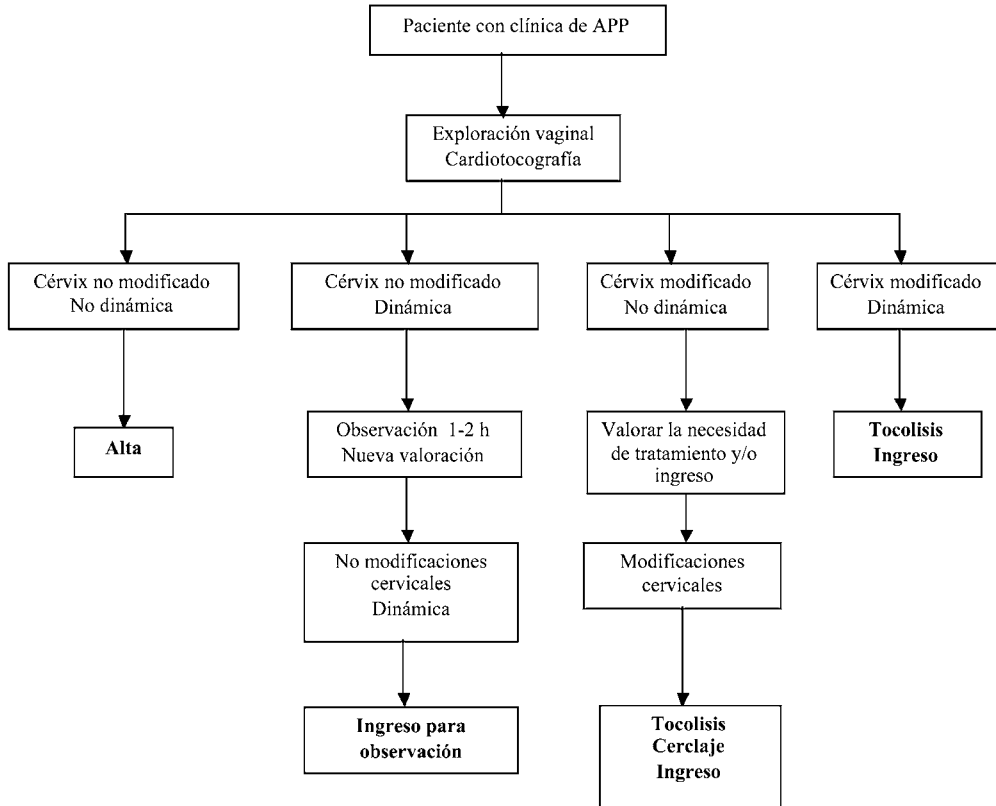 Paciente con clínica de APP
Exploración vaginal
Cardiotocografía
Cérvix no modificado
No dinámica
Cérvix no modificado
Dinámica
Cérvix modificado
No dinámica
Cérvix modificado
Dinámica
Alta
Observación 1-2 h
Nueva valoración
Valorar la necesidad
de tratamiento y/o
ingreso
Tocolisis
Ingreso
No modificaciones
cervicales
Dinámica
Modificaciones
cervicales
Ingreso para
observación
Tocolisis
Cerclaje
Ingreso